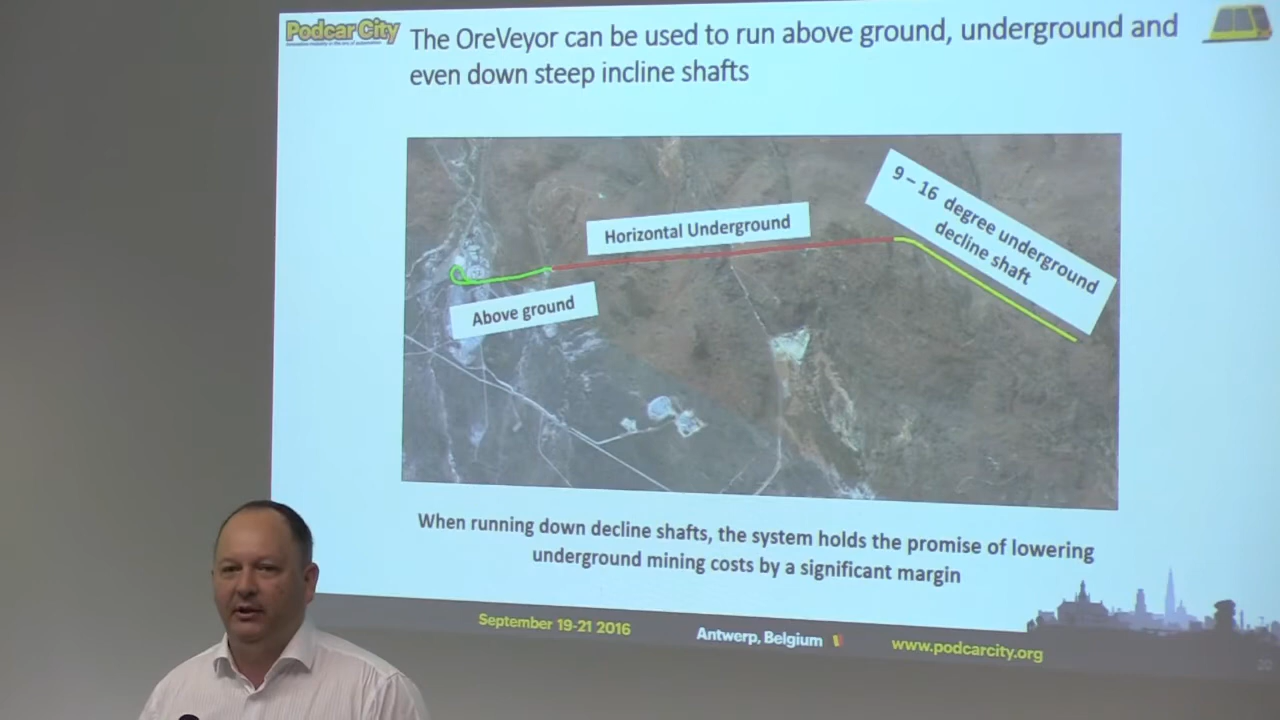 Podcar City
The OreVeyor can be used to run above ground, underground and
even down steep incline shafts
9 – 16 degree underground
decline shaft
Horizontal Underground
Above ground
When running down decline shafts, the system holds the promise of lowering
underground mining costs by a significant margin
September 19-21 2016
Antwerp, Belgium
www.podcarcity.org